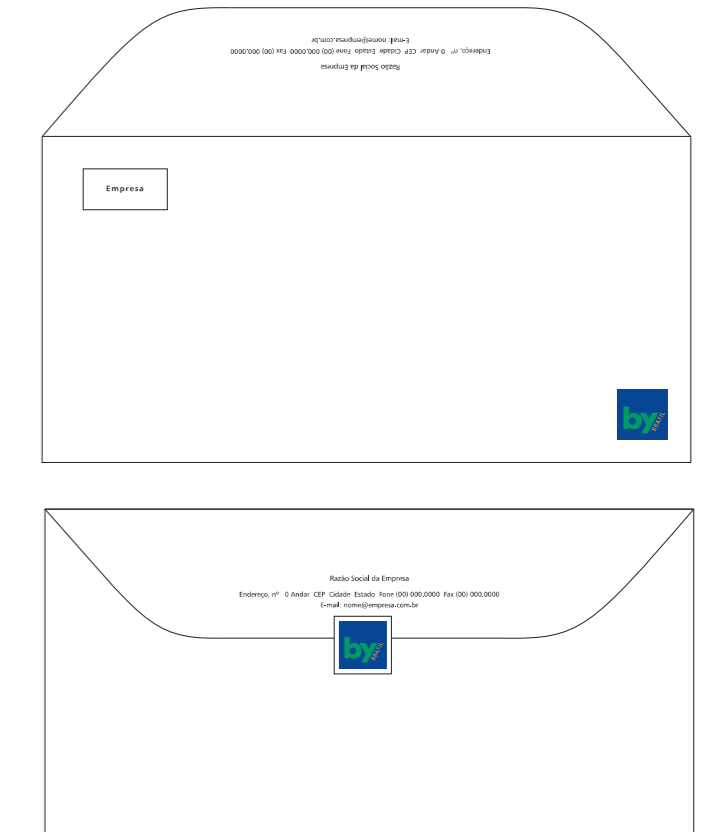 E-mail: nome@empresa.com.br
Endereço, nº 0 Andar CEP Cidade Estado Fone (00) 000.0000 Fax (00) 000.0000
Razão Social da Empresa
Empresa
by
BRASIL
Razão Social da Empresa
Endereço, nº 0 Andar CEP Cidade Estado Fone (00) 000.0000 Fax (00) 000.0000
E-mail: nome@empresa.com.br
by
BRASIL